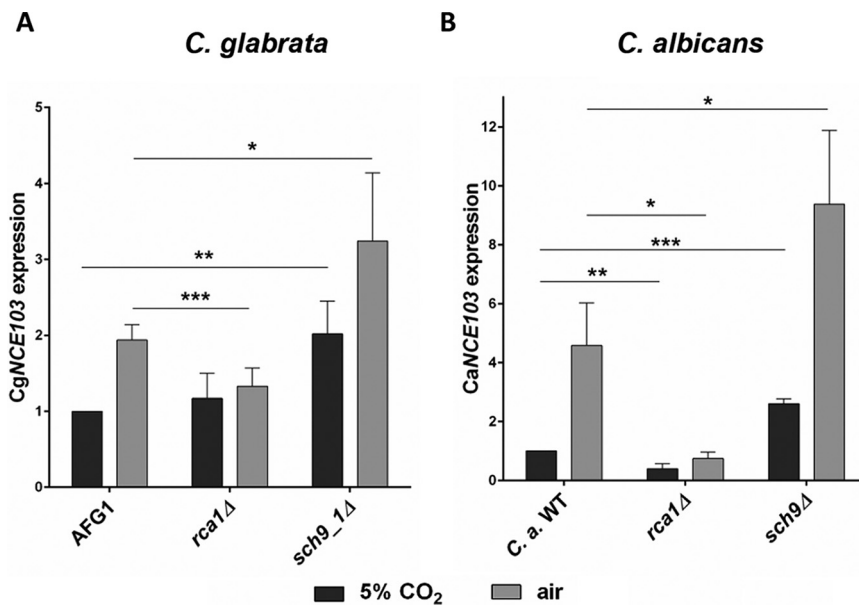 A
C. glabrata
CgNCE103 expression
5
4
3
2
1
0
*
**
***
AFG1
rca1Δ
sch9_1Δ
B
C. albicans
CaNCE103 expression
12
10
8
6
4
2
0
*
*
***
**
C. a. WT
rca1Δ
sch9Δ
5% CO₂
air